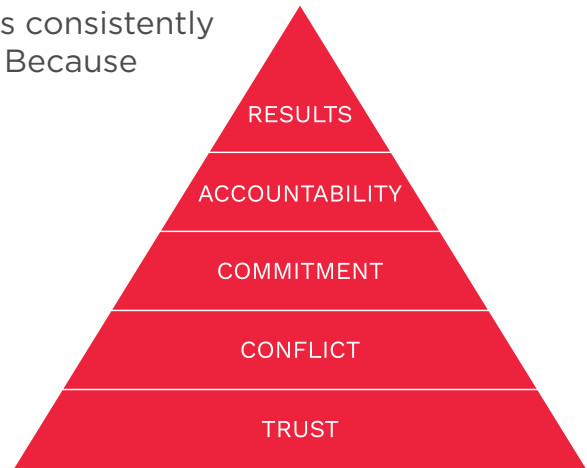 s consistently
Because
RESULTS
ACCOUNTABILITY
COMMITMENT
CONFLICT
TRUST